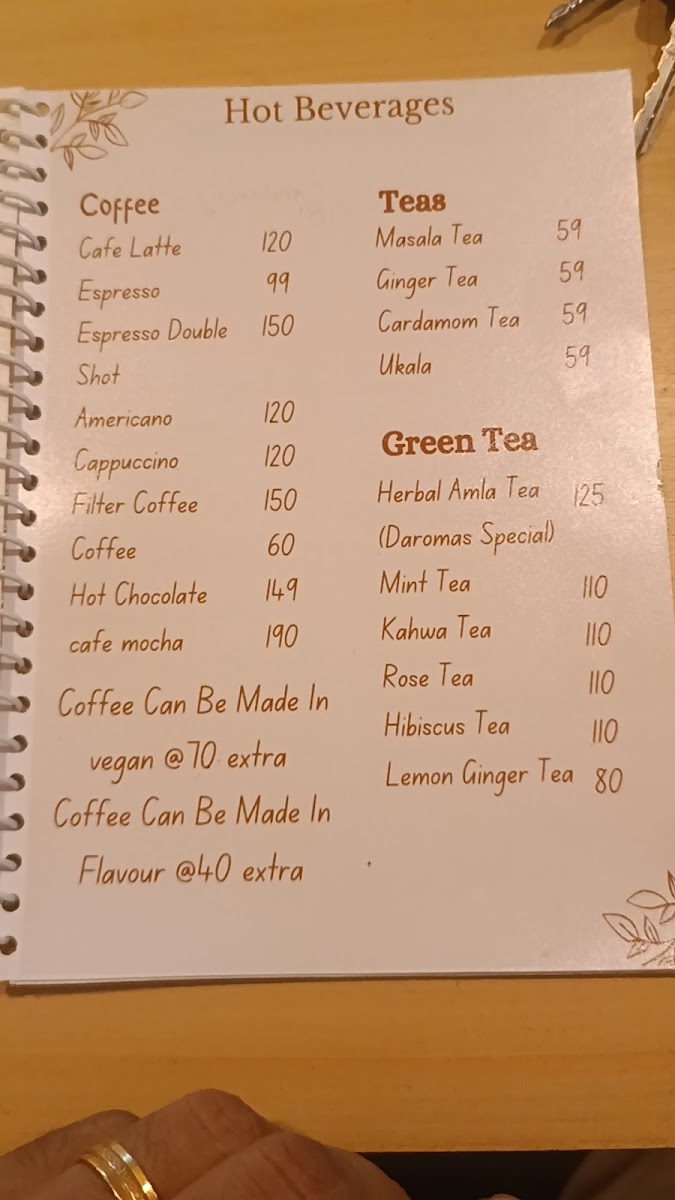 Hot Beverages
Coffee
Cafe Latte 120
Espresso 99
Espresso Double 150
Shot
Americano 120
Cappuccino 120
Filter Coffee 150
Coffee 60
Hot Chocolate 149
cafe mocha 190
Coffee Can Be Made In
vegan @70 extra
Coffee Can Be Made In
Flavour @40 extra
Teas
Masala Tea 59
Ginger Tea 59
Cardamom Tea 59
Ukala 59
Green Tea
Herbal Amla Tea 125
(Daromas Special)
Mint Tea 110
Kahwa Tea 110
Rose Tea 110
Hibiscus Tea 110
Lemon Ginger Tea 80